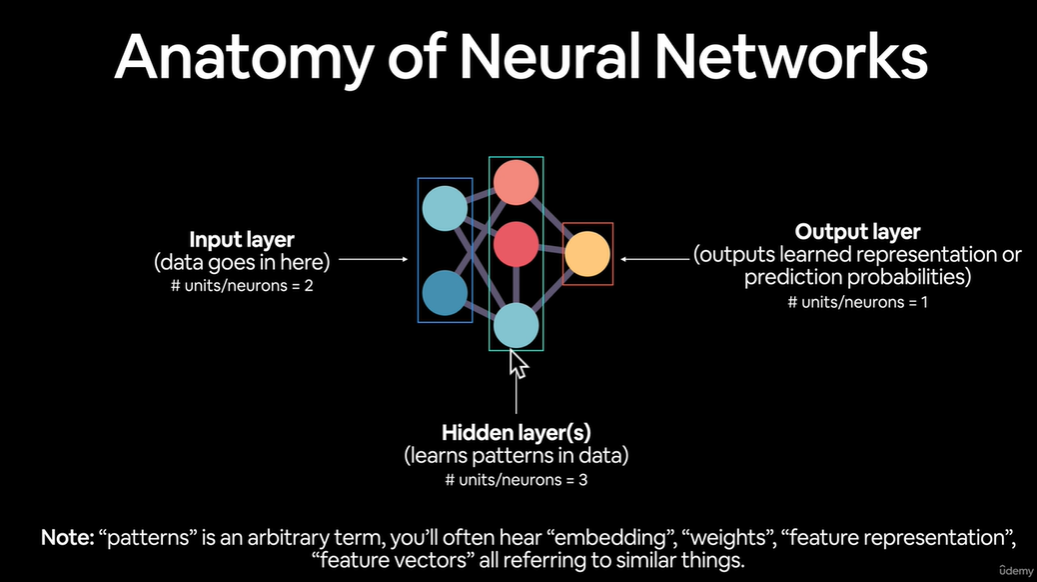 Anatomy of Neural Networks
Input layer
(data goes in here)
# units/neurons = 2
Output layer
(outputs learned representation or
prediction probabilities)
# units/neurons = 1
Hidden layer(s)
(learns patterns in data)
# units/neurons = 3
Note: “patterns” is an arbitrary term, you’ll often hear “embedding”, “weights”, “feature representation”,
“feature vectors” all referring to similar things.
ûdemy